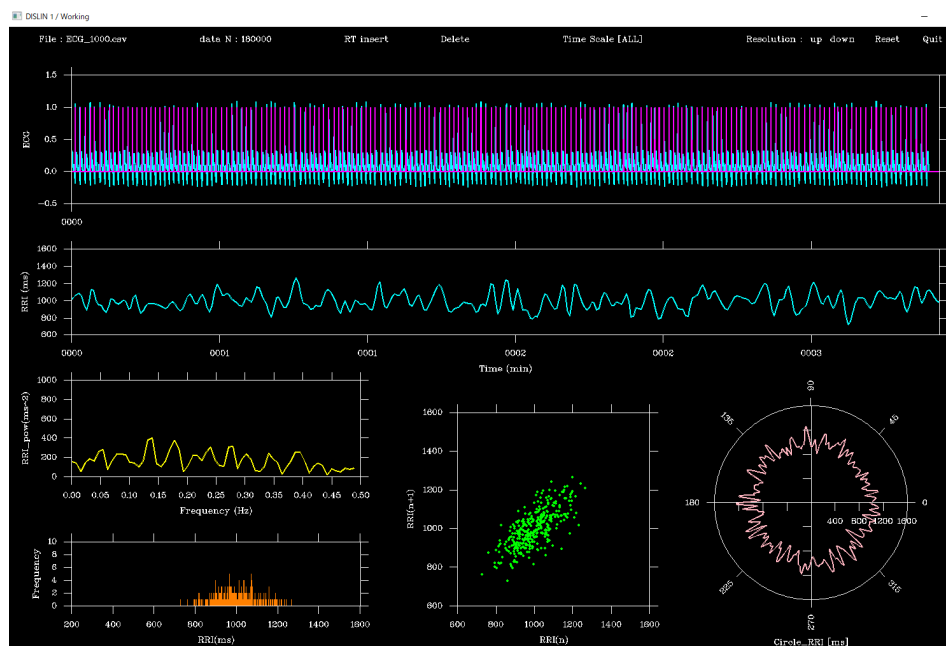 DISLIN 1 / Working
File : ECG_1000.csv data N : 180000 RT insert Delete Time Scale [ALL] Resolution : up down Reset Quit
1.5
1.0
0.5
0.0
−0.5
ECG
0000
1600
1400
1200
1000
800
600
RRI (ms)
0000 0001 0001 0002 0002 0003
Time (min)
1000
800
600
400
200
0
RRI_pow(ms^2)
0.00 0.05 0.10 0.15 0.20 0.25 0.30 0.35 0.40 0.45 0.50
Frequency (Hz)
10
8
6
4
2
0
Frequency
200 400 600 800 1000 1200 1400 1600
RRI(ms)
1600
1400
1200
1000
800
600
RRI(n+1)
600 800 1000 1200 1400 1600
RRI(n)
90
135 45
180 0
400 800 1200 1600
225 315
270
Circle_RRI [ms]